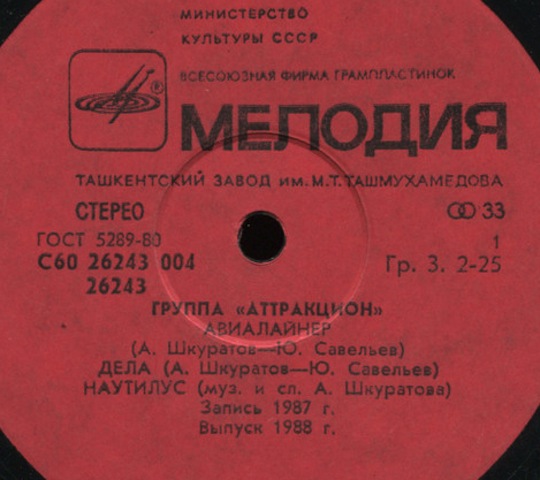 МИНИСТЕРСТВО
КУЛЬТУРЫ СССР
ВСЕСОЮЗНАЯ ФИРМА ГРАМПЛАСТИНОК
®
МЕЛОДИЯ
ТАШКЕНТСКИЙ ЗАВОД им. М.Т.ТАШМУХАМЕДОВА
СТЕРЕО 33
ГОСТ 5289-80 1
С60 26243 004 Гр. 3. 2-25
26243
ГРУППА «АТТРАКЦИОН»
АВИАЛАЙНЕР
(А. Шкуратов—Ю. Савельев)
ДЕЛА (А. Шкуратов—Ю. Савельев)
НАУТИЛУС (муз. и сл. А. Шкуратова)
Запись 1987 г.
Выпуск 1988 г.